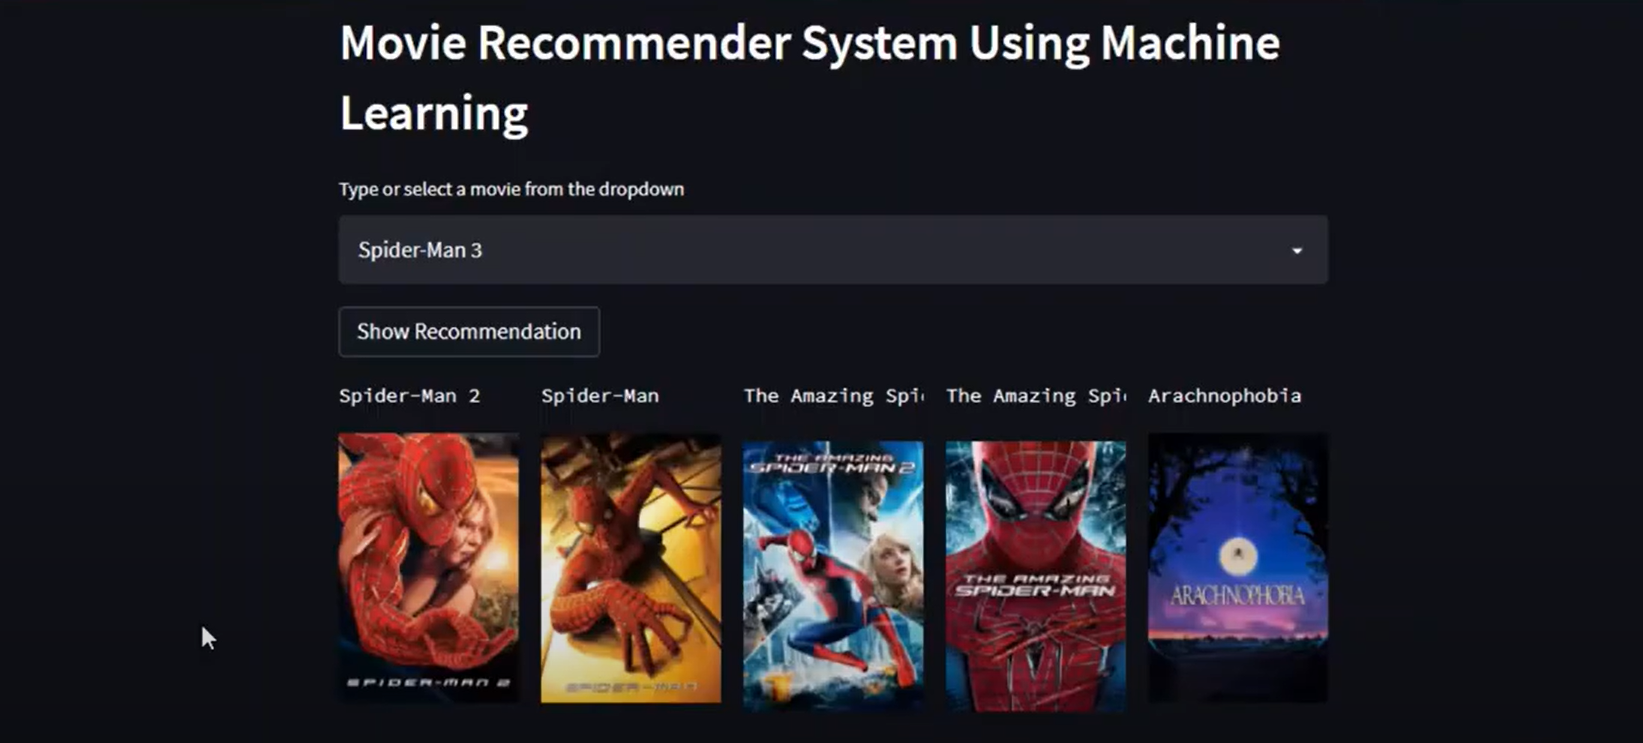 Movie Recommender System Using Machine
Learning
Type or select a movie from the dropdown
Spider-Man 3
Show Recommendation
Spider-Man 2
Spider-Man
The Amazing Spi
The Amazing Spi
Arachnophobia
SPIDER-MAN 2
SPIDER-MAN
THE AMAZING
SPIDER-MAN 2
THE AMAZING
SPIDER-MAN
ARACHNOPHOBIA